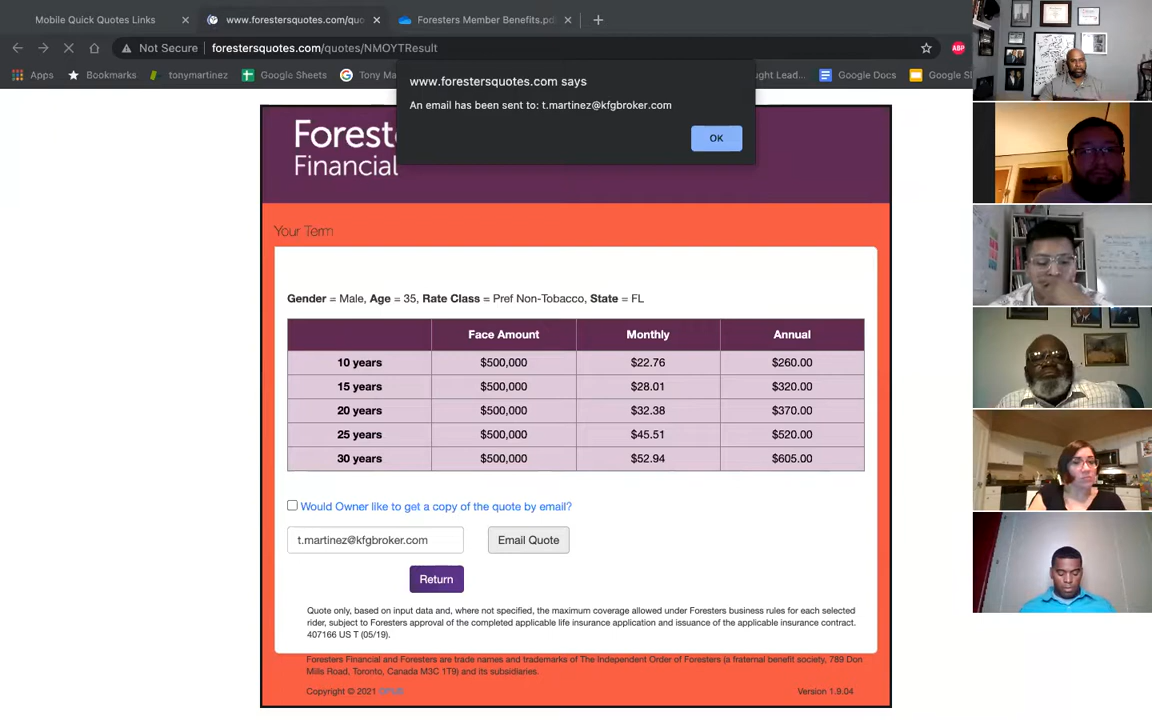 Mobile Quick Quotes Links
www.forestersquotes.com/quo
Foresters Member Benefits.pd
Not Secure
forestersquotes.com/quotes/NMOYTResult
Apps
Bookmarks
tonymartinez
Google Sheets
Tony Ma
ught Lead...
Google Docs
Google Sl
ABP
www.forestersquotes.com says
An email has been sent to: t.martinez@kfgbroker.com
OK
Forest
Financial
Your Term
Gender = Male, Age = 35, Rate Class = Pref Non-Tobacco, State = FL
Face Amount Monthly Annual
10 years $500,000 $22.76 $260.00
15 years $500,000 $28.01 $320.00
20 years $500,000 $32.38 $370.00
25 years $500,000 $45.51 $520.00
30 years $500,000 $52.94 $605.00
Would Owner like to get a copy of the quote by email?
t.martinez@kfgbroker.com
Email Quote
Return
Quote only, based on input data and, where not specified, the maximum coverage allowed under Foresters business rules for each selected
rider, subject to Foresters approval of the completed applicable life insurance application and issuance of the applicable insurance contract.
407166 US T (05/19).
Foresters Financial and Foresters are trade names and trademarks of The Independent Order of Foresters (a fraternal benefit society, 789 Don
Mills Road, Toronto, Canada M3C 1T9) and its subsidiaries.
Copyright © 2021
Version 1.9.04